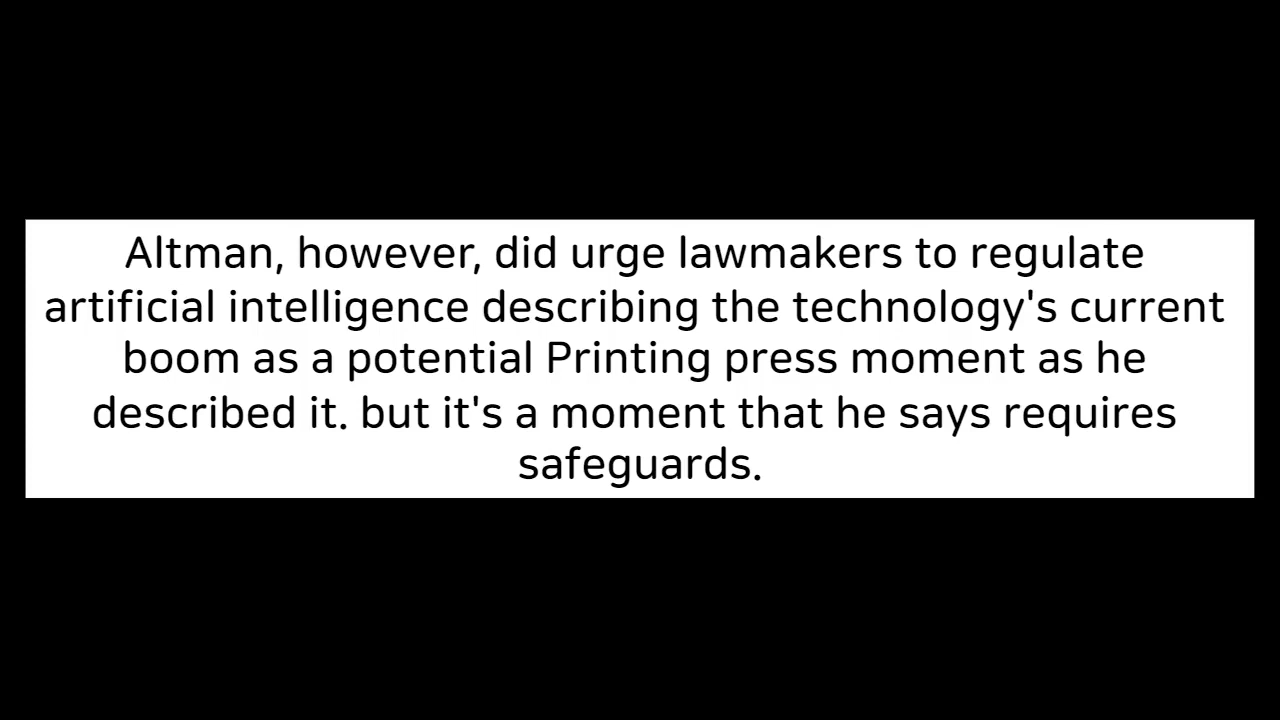 Altman, however, did urge lawmakers to regulate
artificial intelligence describing the technology's current
boom as a potential Printing press moment as he
described it. but it's a moment that he says requires
safeguards.